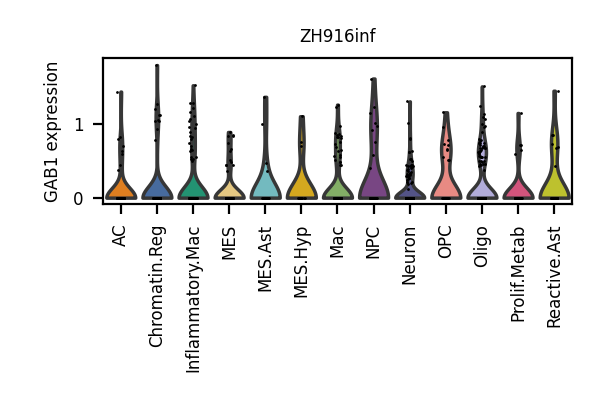 ZH916inf
GAB1 expression
1
0
AC
Chromatin.Reg
Inflammatory.Mac
MES
MES.Ast
MES.Hyp
Mac
NPC
Neuron
OPC
Oligo
Prolif.Metab
Reactive.Ast